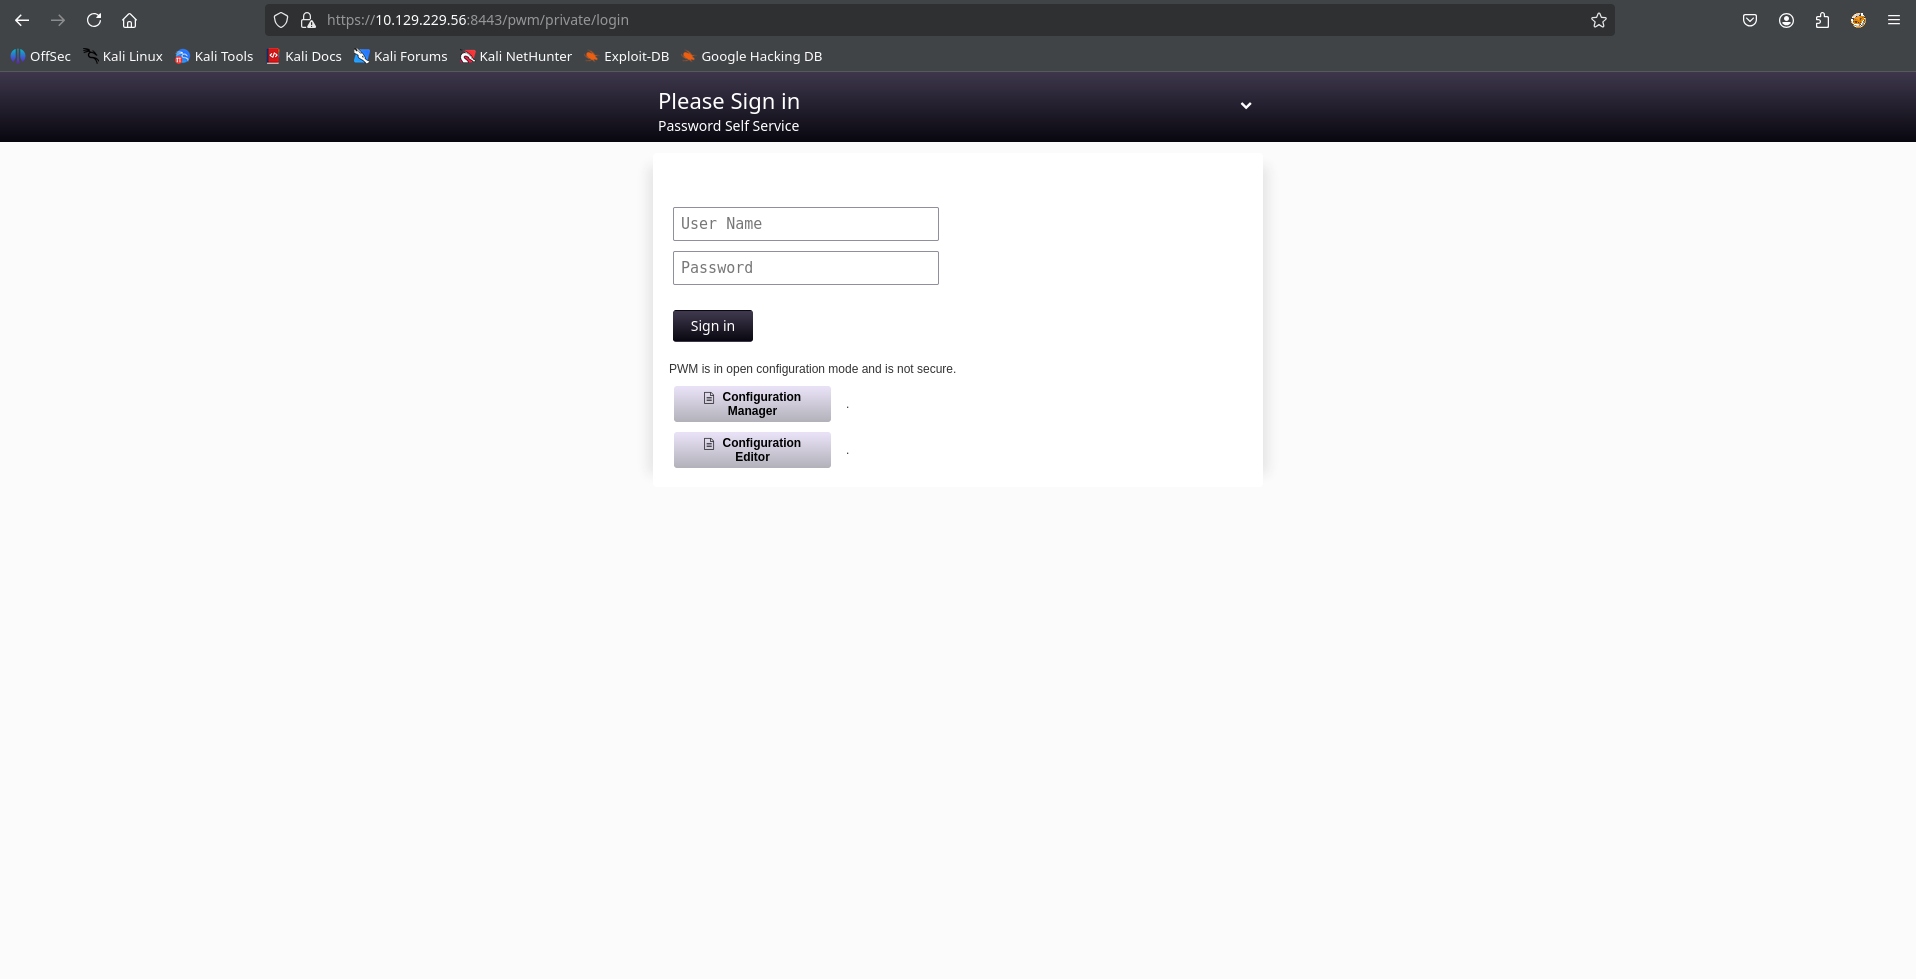 https://10.129.229.56:8443/pwm/private/login
OffSec Kali Linux Kali Tools Kali Docs Kali Forums Kali NetHunter Exploit-DB Google Hacking DB
Please Sign in
Password Self Service
User Name
Password
Sign in
PWM is in open configuration mode and is not secure.
Configuration
Manager
.
Configuration
Editor
.